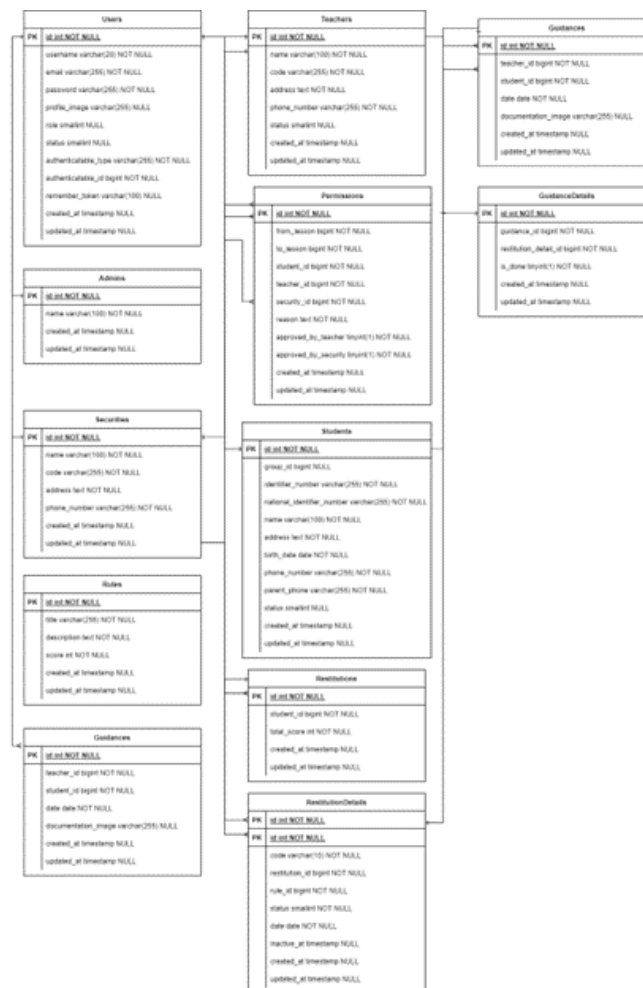 Users
PK id int NOT NULL
username varchar(20) NOT NULL
email varchar(255) NOT NULL
password varchar(255) NOT NULL
profile_image varchar(255) NULL
role smallint NULL
status smallint NULL
authenticatable_type varchar(255) NOT NULL
authenticatable_id bigint NOT NULL
remember_token varchar(100) NULL
created_at timestamp NULL
updated_at timestamp NULL
Admins
PK id int NOT NULL
name varchar(100) NOT NULL
created_at timestamp NULL
updated_at timestamp NULL
Securities
PK id int NOT NULL
name varchar(100) NOT NULL
code varchar(255) NOT NULL
address text NOT NULL
phone_number varchar(255) NOT NULL
created_at timestamp NULL
updated_at timestamp NULL
Rules
PK id int NOT NULL
title varchar(255) NOT NULL
description text NOT NULL
score int NOT NULL
created_at timestamp NULL
updated_at timestamp NULL
Guidances
PK id int NOT NULL
teacher_id bigint NOT NULL
student_id bigint NOT NULL
date date NOT NULL
documentation_image varchar(255) NULL
created_at timestamp NULL
updated_at timestamp NULL
Teachers
PK id int NOT NULL
name varchar(100) NOT NULL
code varchar(255) NOT NULL
address text NOT NULL
phone_number varchar(255) NOT NULL
status smallint NULL
created_at timestamp NULL
updated_at timestamp NULL
Permissions
PK id int NOT NULL
from_lesson bigint NOT NULL
to_lesson bigint NOT NULL
student_id bigint NOT NULL
teacher_id bigint NOT NULL
security_id bigint NOT NULL
reason text NOT NULL
approved_by_teacher tinyint(1) NOT NULL
approved_by_security tinyint(1) NOT NULL
created_at timestamp NULL
updated_at timestamp NULL
Students
PK id int NOT NULL
group_id bigint NULL
identifier_number varchar(255) NOT NULL
national_identifier_number varchar(255) NOT NULL
name varchar(100) NOT NULL
address text NOT NULL
birth_date date NOT NULL
phone_number varchar(255) NOT NULL
parent_phone varchar(255) NOT NULL
status smallint NULL
created_at timestamp NULL
updated_at timestamp NULL
Restitutions
PK id int NOT NULL
student_id bigint NOT NULL
total_score int NOT NULL
created_at timestamp NULL
updated_at timestamp NULL
RestitutionDetails
PK id int NOT NULL
PK id int NOT NULL
code varchar(10) NOT NULL
restitution_id bigint NOT NULL
rule_id bigint NOT NULL
status smallint NOT NULL
date date NOT NULL
inactive_at timestamp NULL
created_at timestamp NULL
updated_at timestamp NULL
Guidances
PK id int NOT NULL
teacher_id bigint NOT NULL
student_id bigint NOT NULL
date date NOT NULL
documentation_image varchar(255) NULL
created_at timestamp NULL
updated_at timestamp NULL
GuidanceDetails
PK id int NOT NULL
guidance_id bigint NOT NULL
restitution_detail_id bigint NOT NULL
is_done tinyint(1) NOT NULL
created_at timestamp NULL
updated_at timestamp NULL